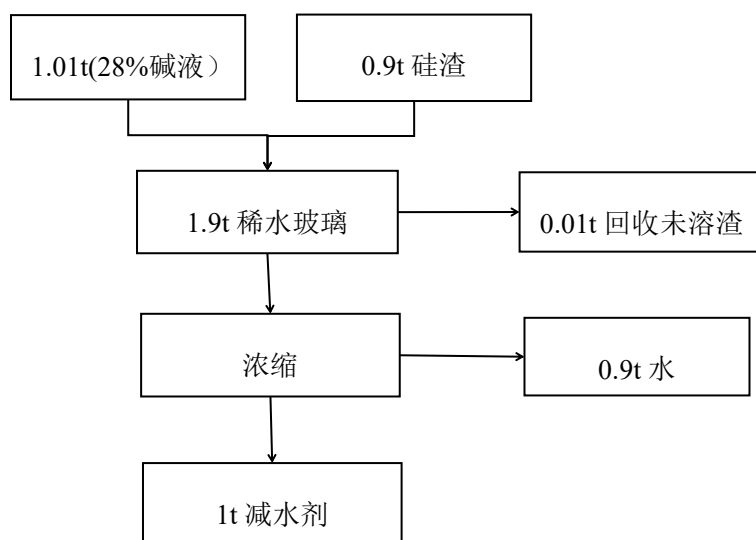 1.01t(28%碱液）
0.9t 硅渣
1.9t 稀水玻璃
0.01t 回收未溶渣
浓缩
0.9t 水
1t 减水剂